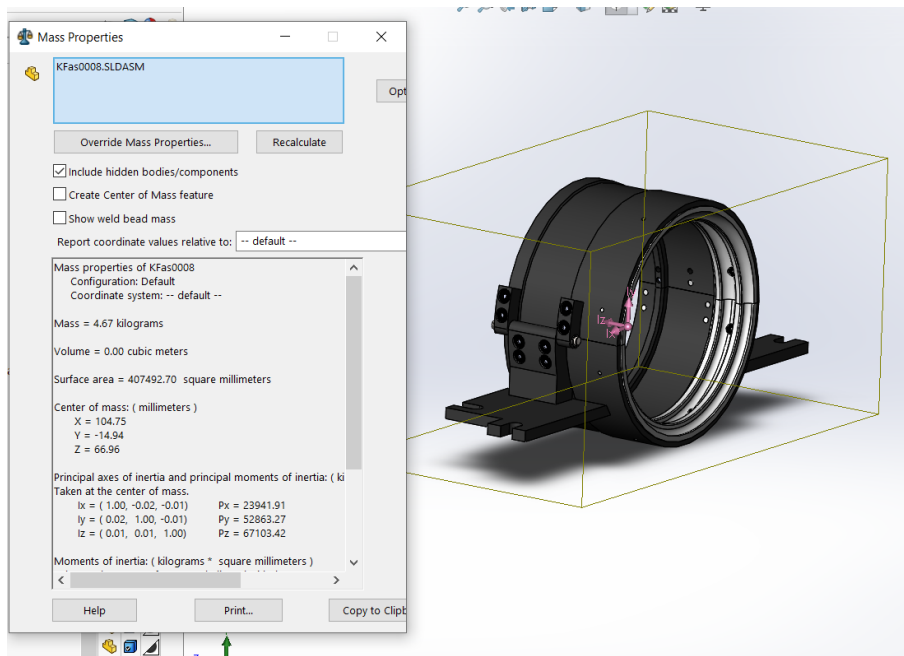 Mass Properties
KFas0008.SLDASM
Opt
Override Mass Properties...
Recalculate
Include hidden bodies/components
Create Center of Mass feature
Show weld bead mass
Report coordinate values relative to: -- default --
Mass properties of KFas0008
Configuration: Default
Coordinate system: -- default --
Mass = 4.67 kilograms
Volume = 0.00 cubic meters
Surface area = 407492.70 square millimeters
Center of mass: ( millimeters )
X = 104.75
Y = -14.94
Z = 66.96
Principal axes of inertia and principal moments of inertia: ( ki
Taken at the center of mass.
Ix = ( 1.00, -0.02, -0.01) Px = 23941.91
Iy = ( 0.02, 1.00, -0.01) Py = 52863.27
Iz = ( 0.01, 0.01, 1.00) Pz = 67103.42
Moments of inertia: ( kilograms * square millimeters )
Help
Print...
Copy to Clipb
Iz
Ix